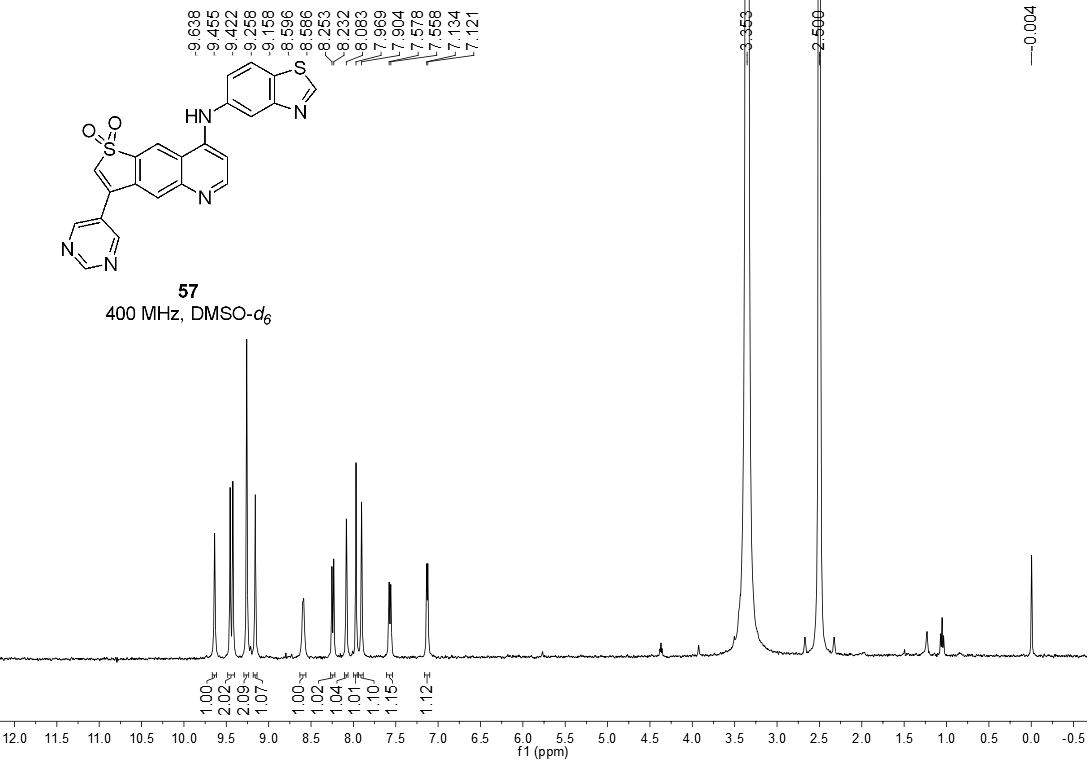 -9.638
-9.455
-9.422
-9.258
-9.158
-8.596
-8.586
8.253
8.232
8.083
7.969
7.904
7.578
7.558
7.134
7.121
3.353
2.500
-0.004
S
N
HN
O
O
S
N
N
N
57
400 MHz, DMSO-d6
1.00
2.02
2.09
1.07
1.00
1.02
1.04
1.01
1.10
1.15
1.12
12.0 11.5 11.0 10.5 10.0 9.5 9.0 8.5 8.0 7.5 7.0 6.5 6.0 5.5 5.0 4.5 4.0 3.5 3.0 2.5 2.0 1.5 1.0 0.5 0.0 -0.5
f1 (ppm)